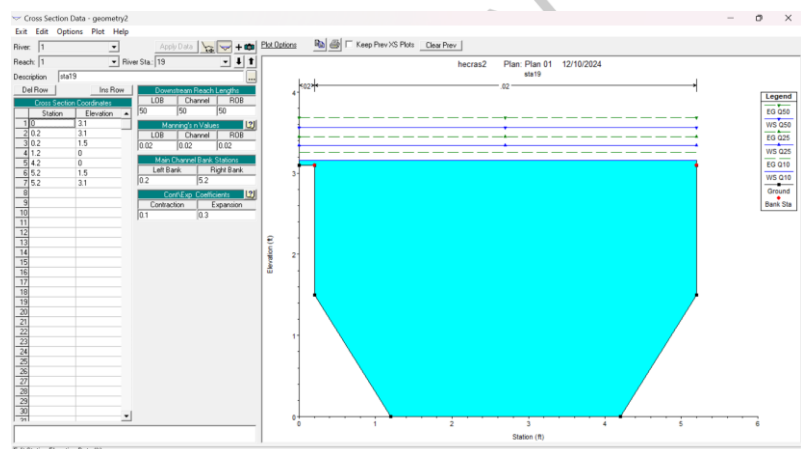 Cross Section Data - geometry2
Exit Edit Options Plot Help
River: 1 Apply Data Plot Options Keep Prev XS Plots Clear Prev
Reach: 1 River Sta.: 19
Description sta19 ...
Del Row Ins Row
Cross Section Coordinates
Station Elevation
1 0 3.1
2 0.2 3.1
3 0.2 1.5
4 1.2 0
5 4.2 0
6 5.2 1.5
7 5.2 3.1
8
9
10
11
12
13
14
15
16
17
18
19
20
21
22
23
24
25
26
27
28
29
30
31
Downstream Reach Lengths
LOB Channel ROB
50 50 50
Manning's n Values
LOB Channel ROB
0.02 0.02 0.02
Main Channel Bank Stations
Left Bank Right Bank
0.2 5.2
Cont\Exp Coefficients
Contraction Expansion
0.1 0.3
hecras2 Plan: Plan 01 12/10/2024
sta19
.02 .02
Elevation (ft)
4
3
2
1
0
0 1 2 3 4 5 6
Station (ft)
Legend
EG Q50
WS Q50
EG Q25
WS Q25
EG Q10
WS Q10
Ground
Bank Sta